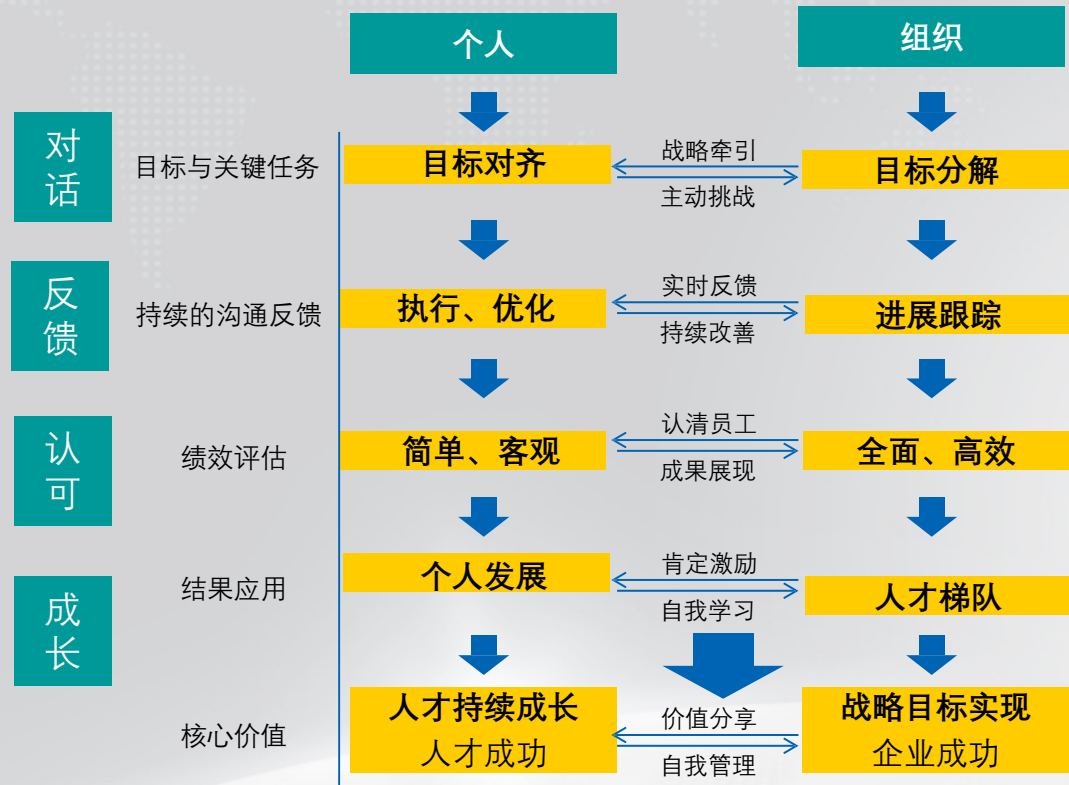 个人
组织
对话
目标与关键任务
目标对齐
战略牵引
主动挑战
目标分解
反馈
持续的沟通反馈
执行、优化
实时反馈
持续改善
进展跟踪
认可
绩效评估
简单、客观
认清员工
成果展现
全面、高效
成长
结果应用
个人发展
肯定激励
自我学习
人才梯队
核心价值
人才持续成长
人才成功
价值分享
自我管理
战略目标实现
企业成功